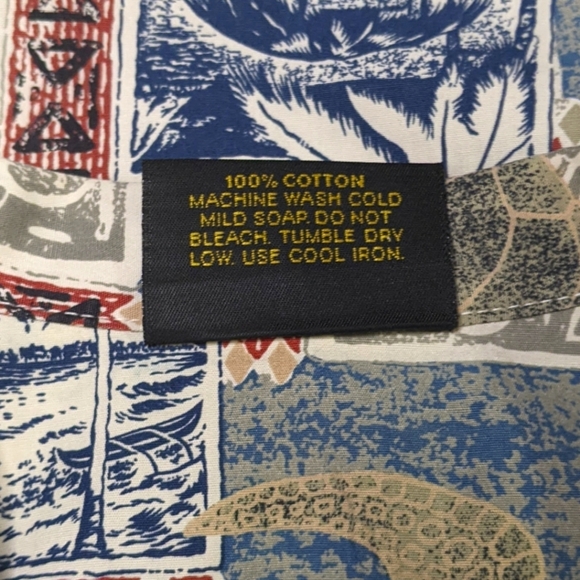 100% COTTON
MACHINE WASH COLD
MILD SOAP. DO NOT
BLEACH. TUMBLE DRY
LOW. USE COOL IRON.